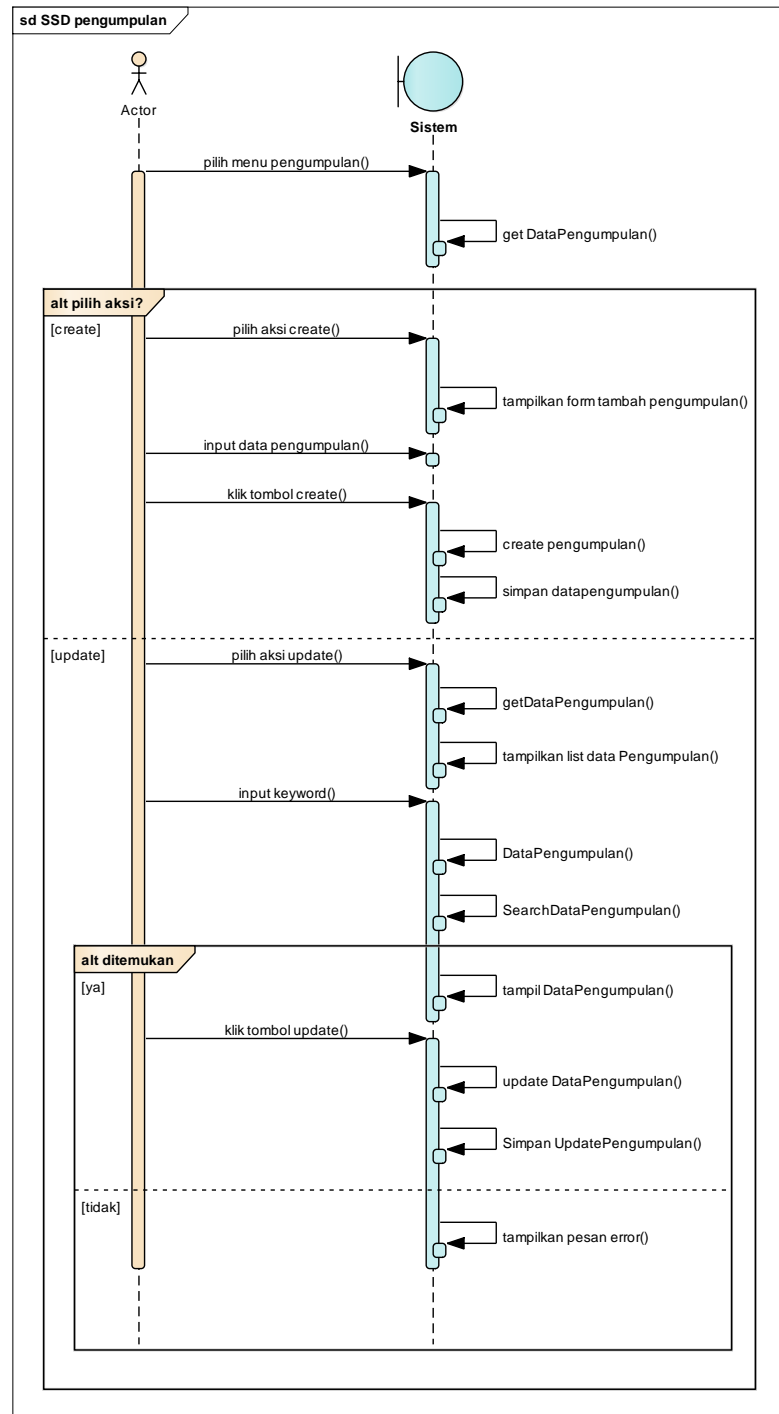 sd SSD pengumpulan
Actor
Sistem
pilih menu pengumpulan()
get DataPengumpulan()
alt pilih aksi?
[create]
pilih aksi create()
tampilkan form tambah pengumpulan()
input data pengumpulan()
klik tombol create()
create pengumpulan()
simpan datapengumpulan()
[update]
pilih aksi update()
getDataPengumpulan()
tampilkan list data Pengumpulan()
input keyword()
DataPengumpulan()
SearchDataPengumpulan()
alt ditemukan
[ya]
tampil DataPengumpulan()
klik tombol update()
update DataPengumpulan()
Simpan UpdatePengumpulan()
[tidak]
tampilkan pesan error()